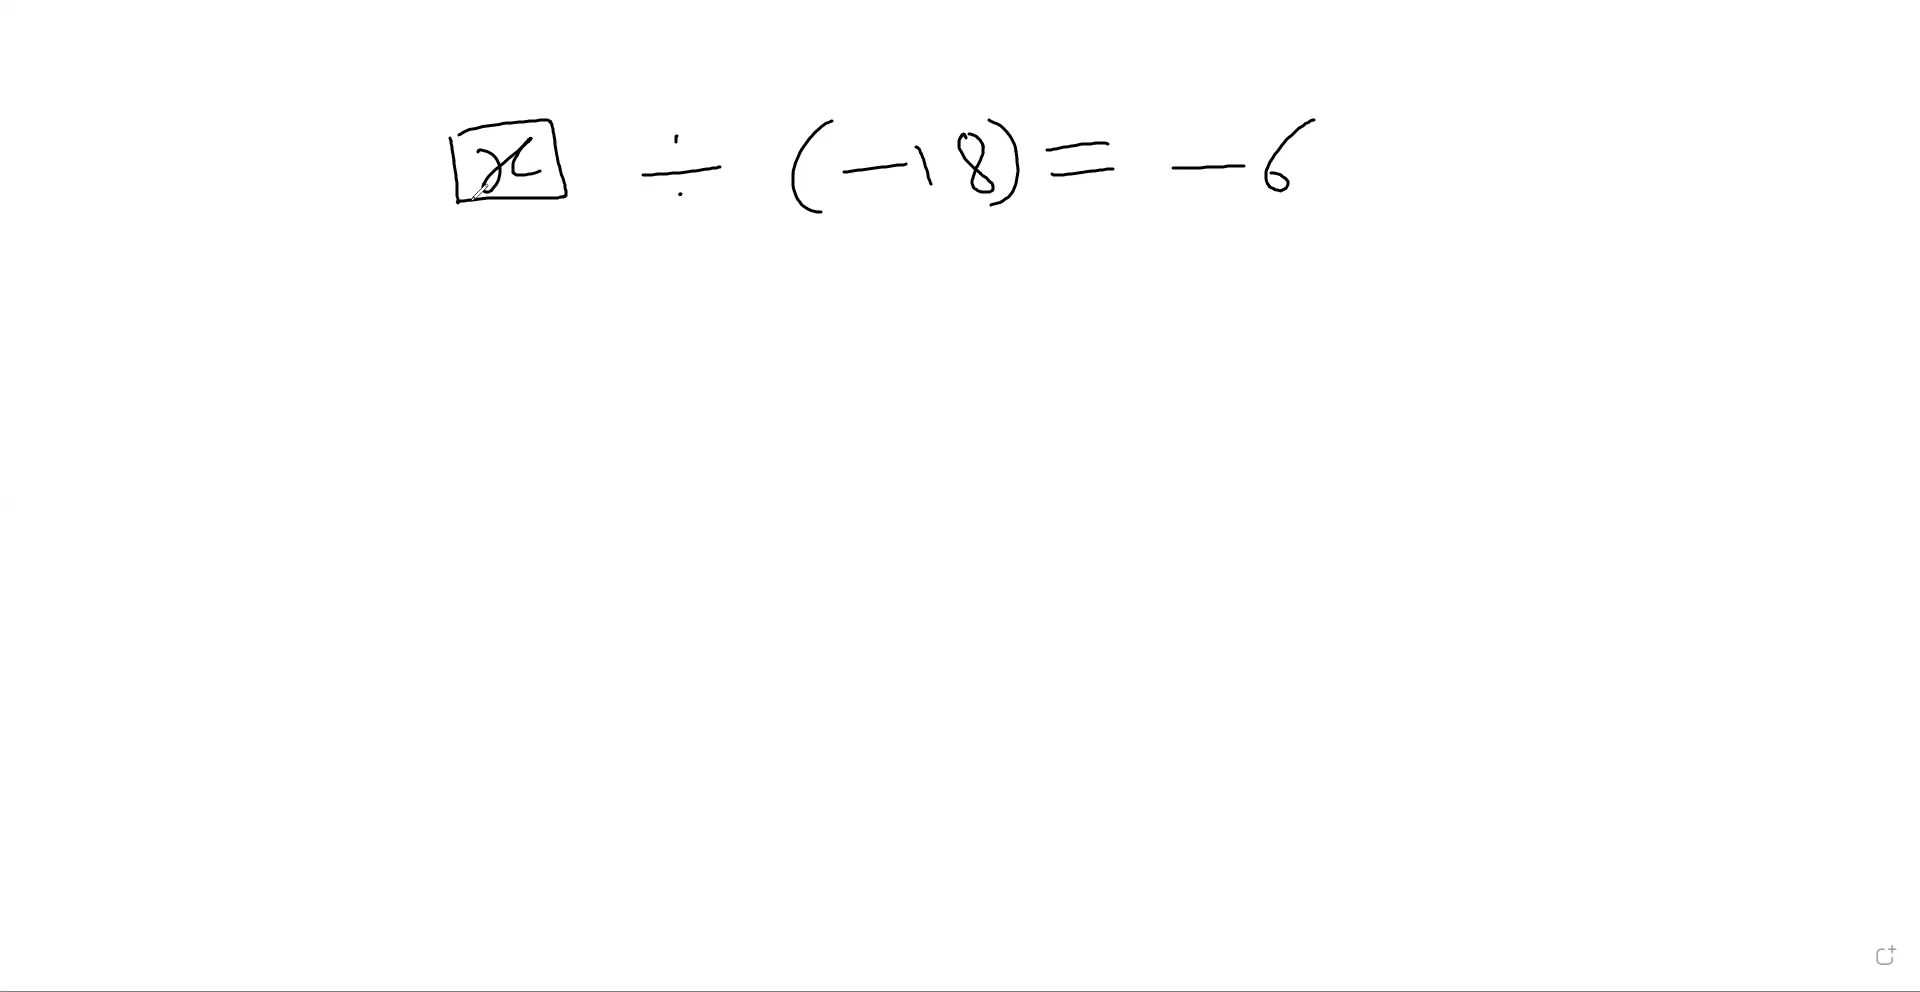 x ÷ (-18) = -6